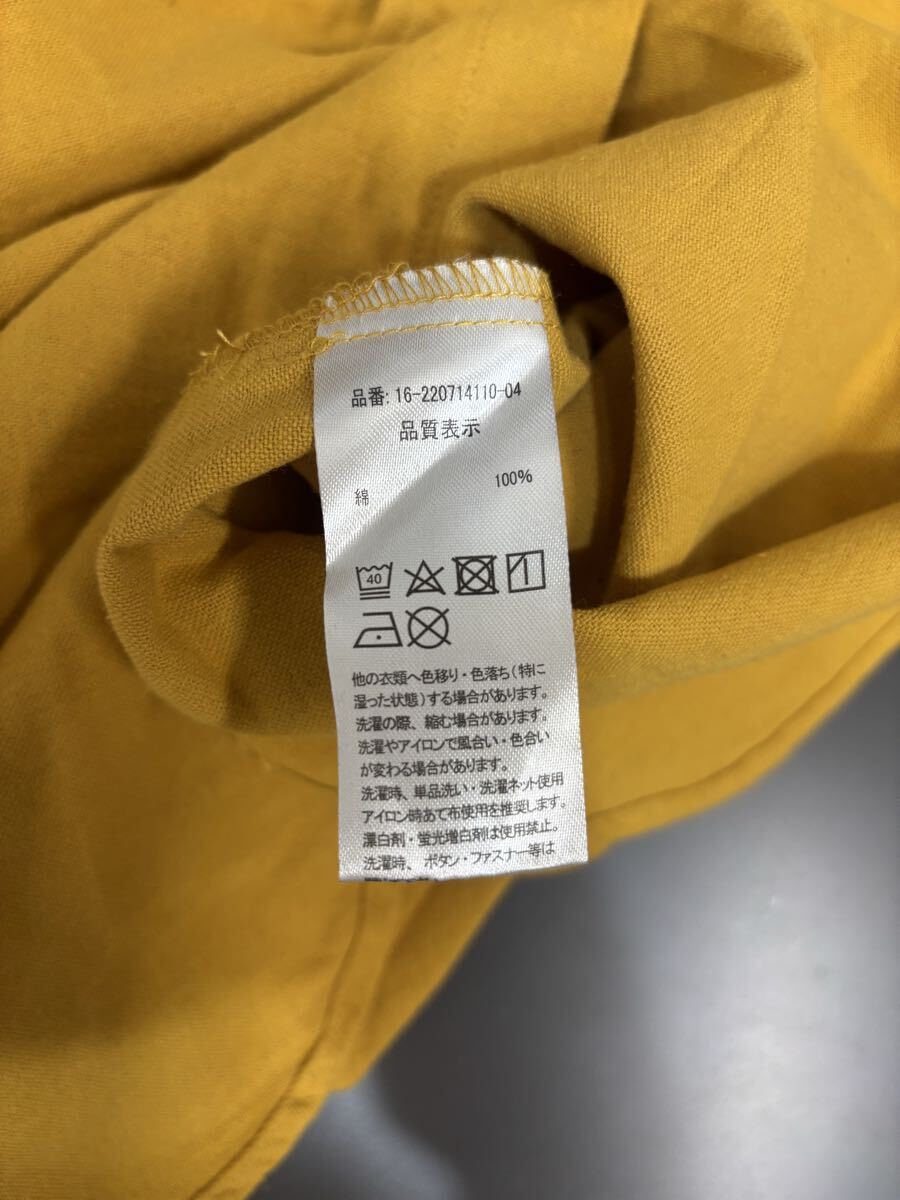 品番: 16-220714110-04
品質表示
綿 100%
40
他の衣類へ色移り・色落ち(特に
湿った状態)する場合があります。
洗濯の際、縮む場合があります。
洗濯やアイロンで風合い・色合い
が変わる場合があります。
洗濯時、単品洗い・洗濯ネット使用
アイロン時あて布使用を推奨します。
漂白剤・蛍光増白剤は使用禁止。
洗濯時、ボタン・ファスナー等は